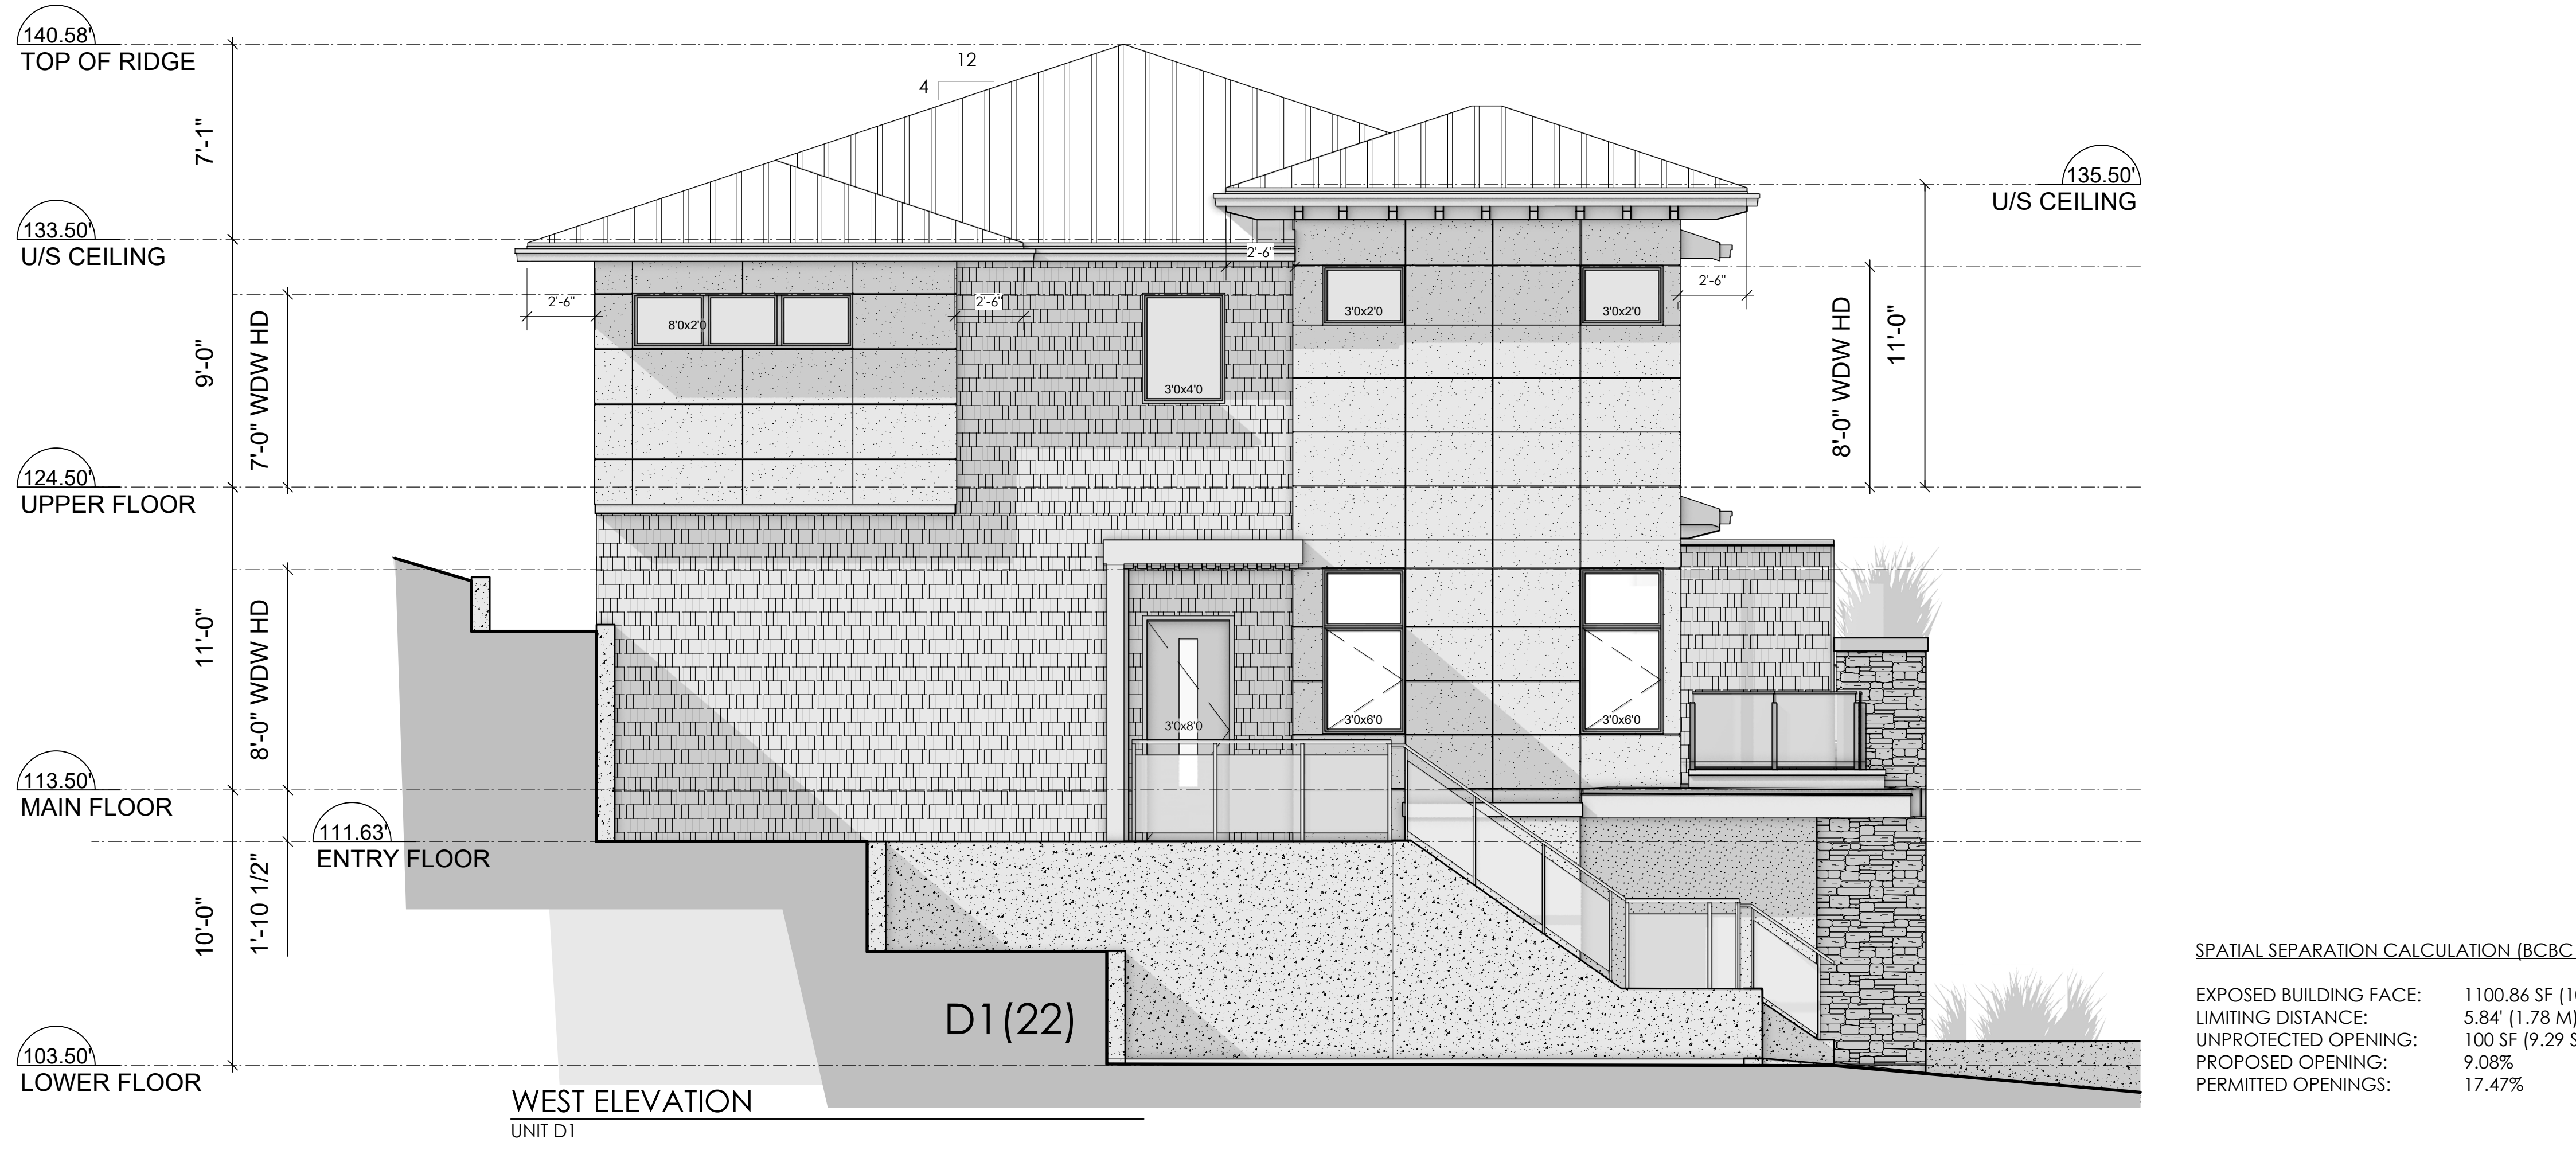 140.58'
TOP OF RIDGE
12
4
7'-1"
135.50'
U/S CEILING
133.50'
U/S CEILING
2'-6"
2'-6"
2'-6"
2'-6"
8'0x2'0
3'0x2'0
3'0x2'0
3'0x4'0
9'-0"
7'-0" WDW HD
8'-0" WDW HD
11'-0"
124.50'
UPPER FLOOR
11'-0"
8'-0" WDW HD
3'0x8'0
3'0x6'0
3'0x6'0
113.50'
MAIN FLOOR
111.63'
ENTRY FLOOR
10'-0"
1'-10 1/2"
D1(22)
103.50'
LOWER FLOOR
WEST ELEVATION
UNIT D1
SPATIAL SEPARATION CALCULATION (BCBC
EXPOSED BUILDING FACE: 1100.86 SF (10
LIMITING DISTANCE: 5.84' (1.78 M)
UNPROTECTED OPENING: 100 SF (9.29 S
PROPOSED OPENING: 9.08%
PERMITTED OPENINGS: 17.47%